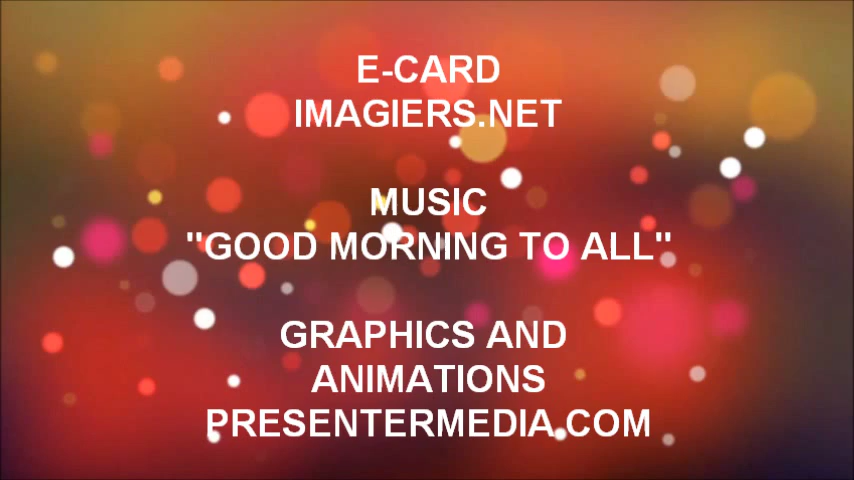 E-CARD
IMAGIERS.NET
MUSIC
"GOOD MORNING TO ALL"
GRAPHICS AND
ANIMATIONS
PRESENTERMEDIA.COM